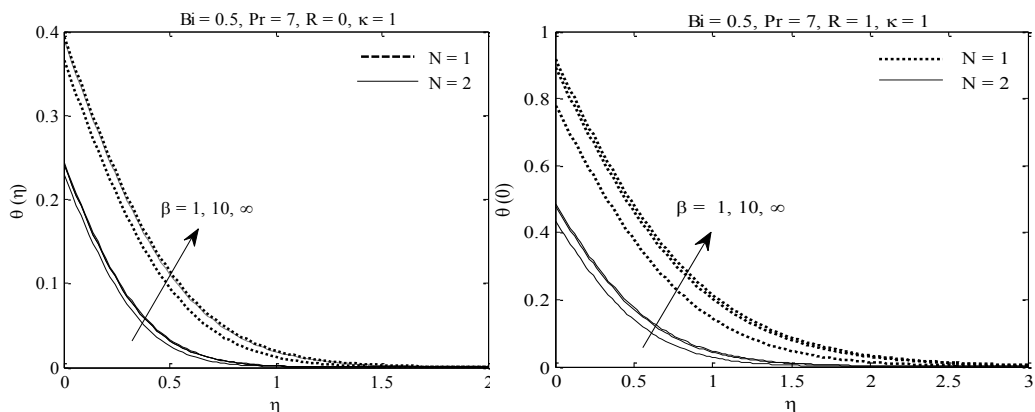 Bi = 0.5, Pr = 7, R = 0, κ = 1
0.4
0.3
0.2
0.1
0
θ (η)
N = 1
N = 2
β = 1, 10, ∞
0 0.5 1 1.5 2
η
Bi = 0.5, Pr = 7, R = 1, κ = 1
1
0.8
0.6
0.4
0.2
0
θ (0)
N = 1
N = 2
β = 1, 10, ∞
0 0.5 1 1.5 2 2.5 3
η